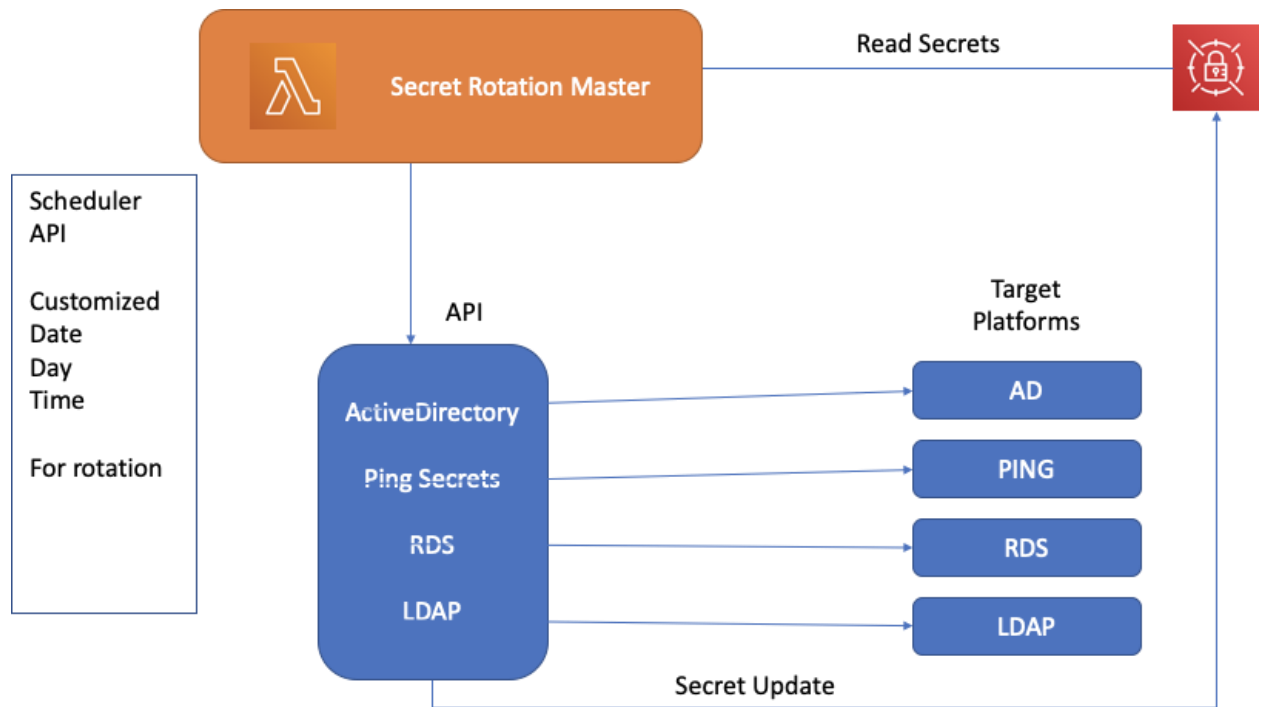 Secret Rotation Master
Read Secrets
Scheduler
API
Customized
Date
Day
Time
For rotation
API
Target
Platforms
ActiveDirectory
Ping Secrets
RDS
LDAP
AD
PING
RDS
LDAP
Secret Update